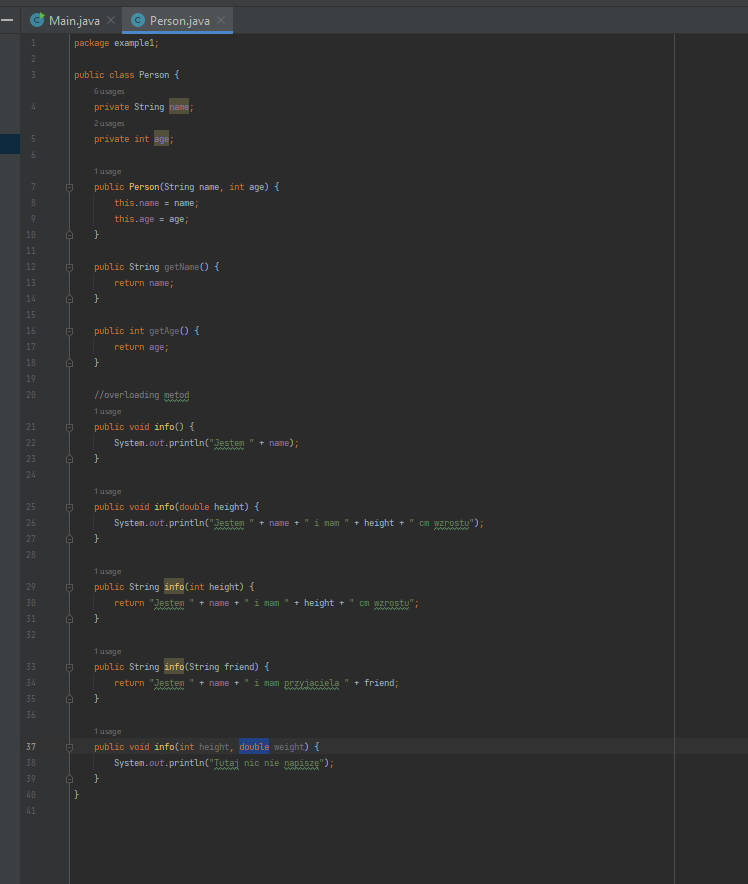 Main.java Person.java
1 package example1;
2
3 public class Person {
6 usages
4 private String name;
2 usages
5 private int age;
6
1 usage
7 public Person(String name, int age) {
8 this.name = name;
9 this.age = age;
10 }
11
12 public String getName() {
13 return name;
14 }
15
16 public int getAge() {
17 return age;
18 }
19
20 //overloading metod
1 usage
21 public void info() {
22 System.out.println("Jestem " + name);
23 }
24
1 usage
25 public void info(double height) {
26 System.out.println("Jestem " + name + " i mam " + height + " cm wzrostu");
27 }
28
1 usage
29 public String info(int height) {
30 return "Jestem " + name + " i mam " + height + " cm wzrostu";
31 }
32
1 usage
33 public String info(String friend) {
34 return "Jestem " + name + " i mam przyjaciela " + friend;
35 }
36
1 usage
37 public void info(int height, double weight) {
38 System.out.println("Tutaj nic nie napiszę");
39 }
40 }
41